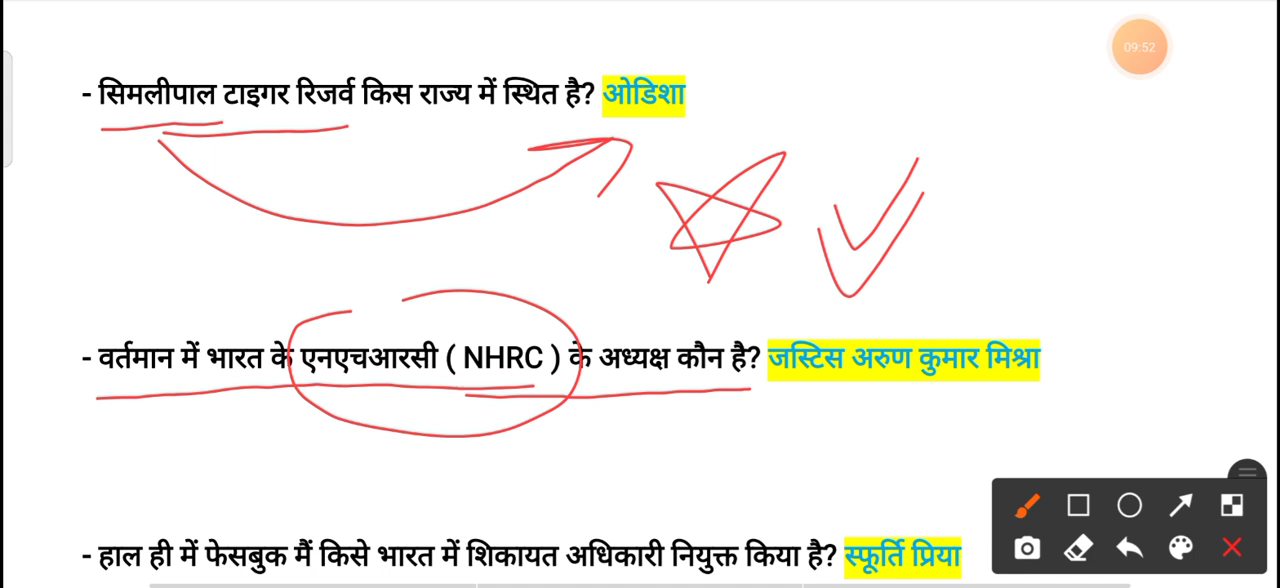 09:52
- सिमलीपाल टाइगर रिजर्व किस राज्य में स्थित है? ओडिशा
- वर्तमान में भारत के एनएचआरसी ( NHRC ) के अध्यक्ष कौन है? जस्टिस अरुण कुमार मिश्रा
- हाल ही में फेसबुक मैं किसे भारत में शिकायत अधिकारी नियुक्त किया है? स्फूर्ति प्रिया